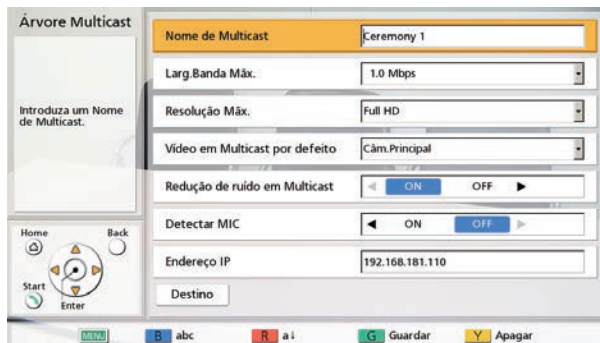 Árvore Multicast
Introduza um Nome
de Multicast.
Nome de Multicast
Ceremony 1
Larg.Banda Máx.
1.0 Mbps
Resolução Máx.
Full HD
Vídeo em Multicast por defeito
Câm.Principal
Redução de ruído em Multicast
ON OFF
Detectar MIC
ON OFF
Endereço IP
192.168.181.110
Destino
Home Back
Start
Enter
MENU B abc R a↓ G Guardar Y Apagar